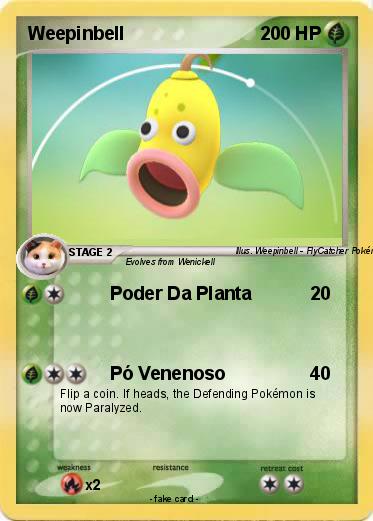 Weepinbell 200 HP
STAGE 2
Illus. Weepinbell - FlyCatcher Poké
Evolves from Wenickell
Poder Da Planta 20
Pó Venenoso 40
Flip a coin. If heads, the Defending Pokémon is
now Paralyzed.
weakness resistance retreat cost
x2
- fake card -